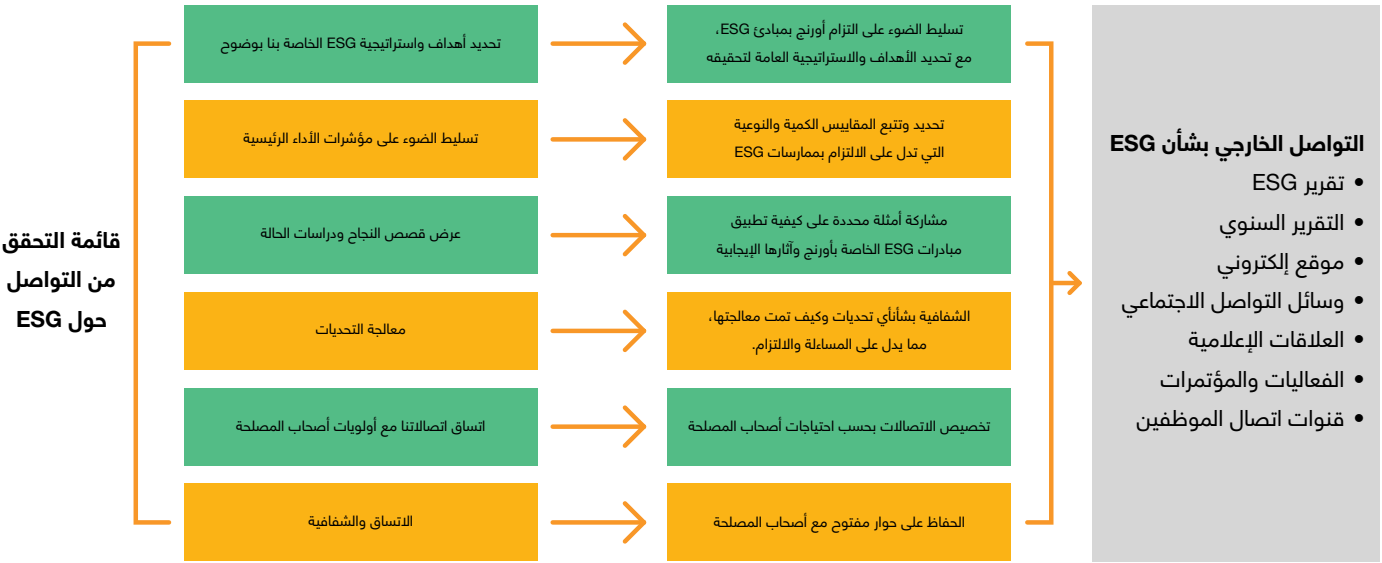 قائمة التحقق
من التواصل
حول ESG
تحديد أهداف واستراتيجية ESG الخاصة بنا بوضوح
تسليط الضوء على التزام أورنج بمبادئ ESG،
مع تحديد الأهداف والاستراتيجية العامة لتحقيقه
تسليط الضوء على مؤشرات الأداء الرئيسية
تحديد وتتبع المقاييس الكمية والنوعية
التي تدل على الالتزام بممارسات ESG
عرض قصص النجاح ودراسات الحالة
مشاركة أمثلة محددة على كيفية تطبيق
مبادرات ESG الخاصة بأورنج وآثارها الإيجابية
معالجة التحديات
الشفافية بشأنأي تحديات وكيف تمت معالجتها،
مما يدل على المساءلة والالتزام.
اتساق اتصالاتنا مع أولويات أصحاب المصلحة
تخصيص الاتصالات بحسب احتياجات أصحاب المصلحة
الاتساق والشفافية
الحفاظ على حوار مفتوح مع أصحاب المصلحة
التواصل الخارجي بشأن ESG
• تقرير ESG
• التقرير السنوي
• موقع إلكتروني
• وسائل التواصل الاجتماعي
• العلاقات الإعلامية
• الفعاليات والمؤتمرات
• قنوات اتصال الموظفين